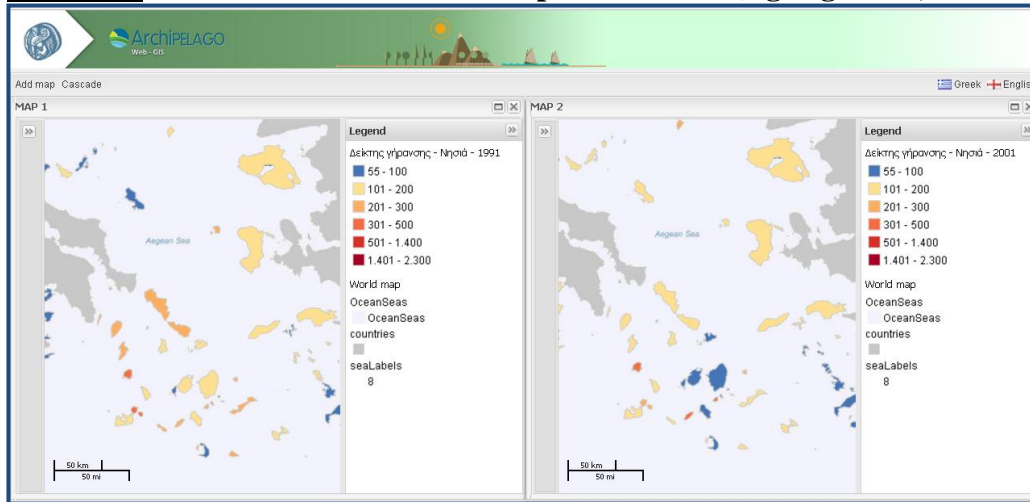 ArchiPELAGO
Web - GIS
Add map Cascade
Greek Englis
MAP 1
Legend
Δείκτης γήρανσης - Νησιά - 1991
55 - 100
101 - 200
201 - 300
301 - 500
501 - 1.400
1.401 - 2.300
World map
OceanSeas
OceanSeas
countries
seaLabels
8
Aegean Sea
50 km
50 mi
MAP 2
Legend
Δείκτης γήρανσης - Νησιά - 2001
55 - 100
101 - 200
201 - 300
301 - 500
501 - 1.400
1.401 - 2.300
World map
OceanSeas
OceanSeas
countries
seaLabels
8
Aegean Sea
50 km
50 mi